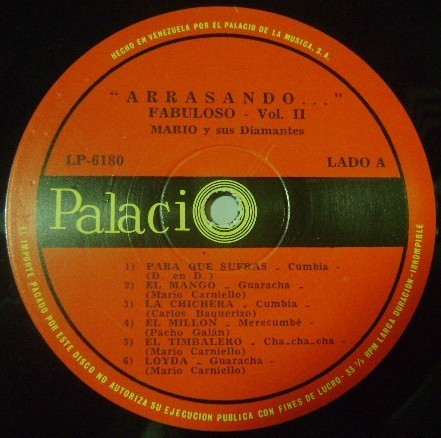 HECHO EN VENEZUELA POR EL PALACIO DE LA MUSICA, S.A.
"ARRASANDO..."
FABULOSO - Vol. II
MARIO y sus Diamantes
LP-6180 LADO A
Palacio
1) PARA QUE SUFRAS - Cumbia -
(D. en D.)
2) EL MANGO - Guaracha -
(Mario Carniello)
3) LA CHICHERA - Cumbia -
(Carlos Baquerizo)
4) EL MILLON - Merecumbé -
(Pacho Galán)
5) EL TIMBALERO - Cha-cha-cha -
(Mario Carniello)
6) LOYDA - Guaracha -
(Mario Carniello)
EL IMPORTE PAGADO POR ESTE DISCO NO AUTORIZA SU EJECUCION PUBLICA CON FINES DE LUCRO - 33 ⅓ RPM LARGA DURACION - IRROMPIBLE